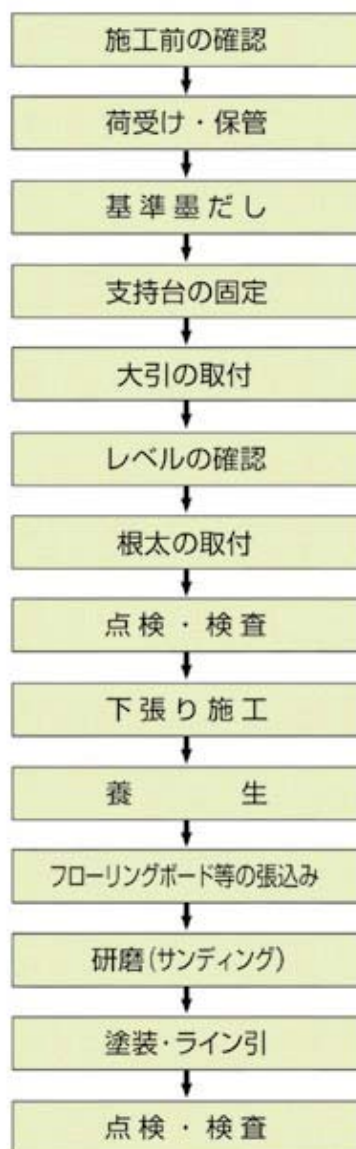 施工前の確認
荷受け・保管
基準墨だし
支持台の固定
大引の取付
レベルの確認
根太の取付
点検・検査
下張り施工
養　生
フローリングボード等の張込み
研磨(サンディング)
塗装・ライン引
点検・検査